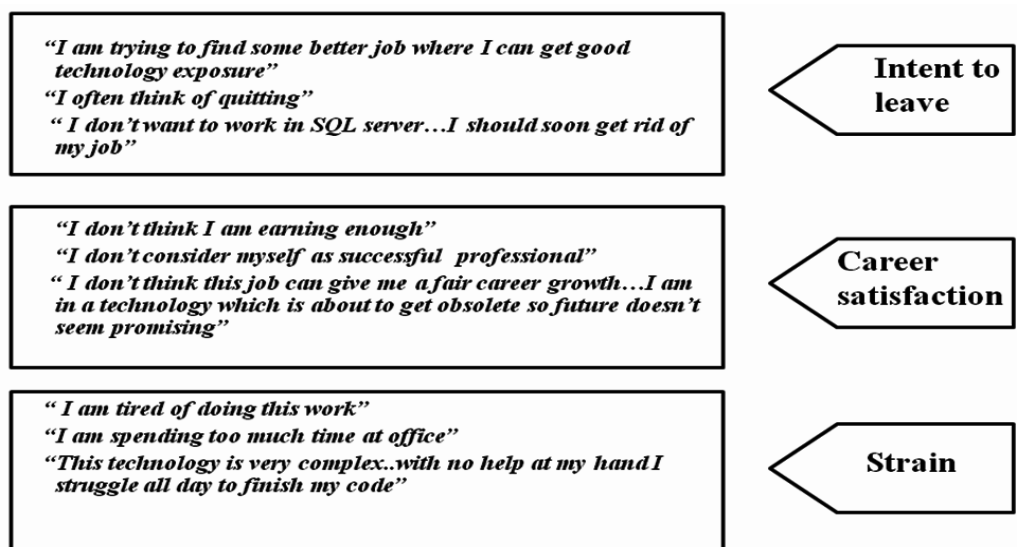 “I am trying to find some better job where I can get good
technology exposure”
“I often think of quitting”
“ I don’t want to work in SQL server…I should soon get rid of
my job”
Intent to
leave
“I don’t think I am earning enough”
“I don’t consider myself as successful professional”
“ I don’t think this job can give me a fair career growth…I am
in a technology which is about to get obsolete so future doesn’t
seem promising”
Career
satisfaction
“ I am tired of doing this work”
“I am spending too much time at office”
“This technology is very complex..with no help at my hand I
struggle all day to finish my code”
Strain